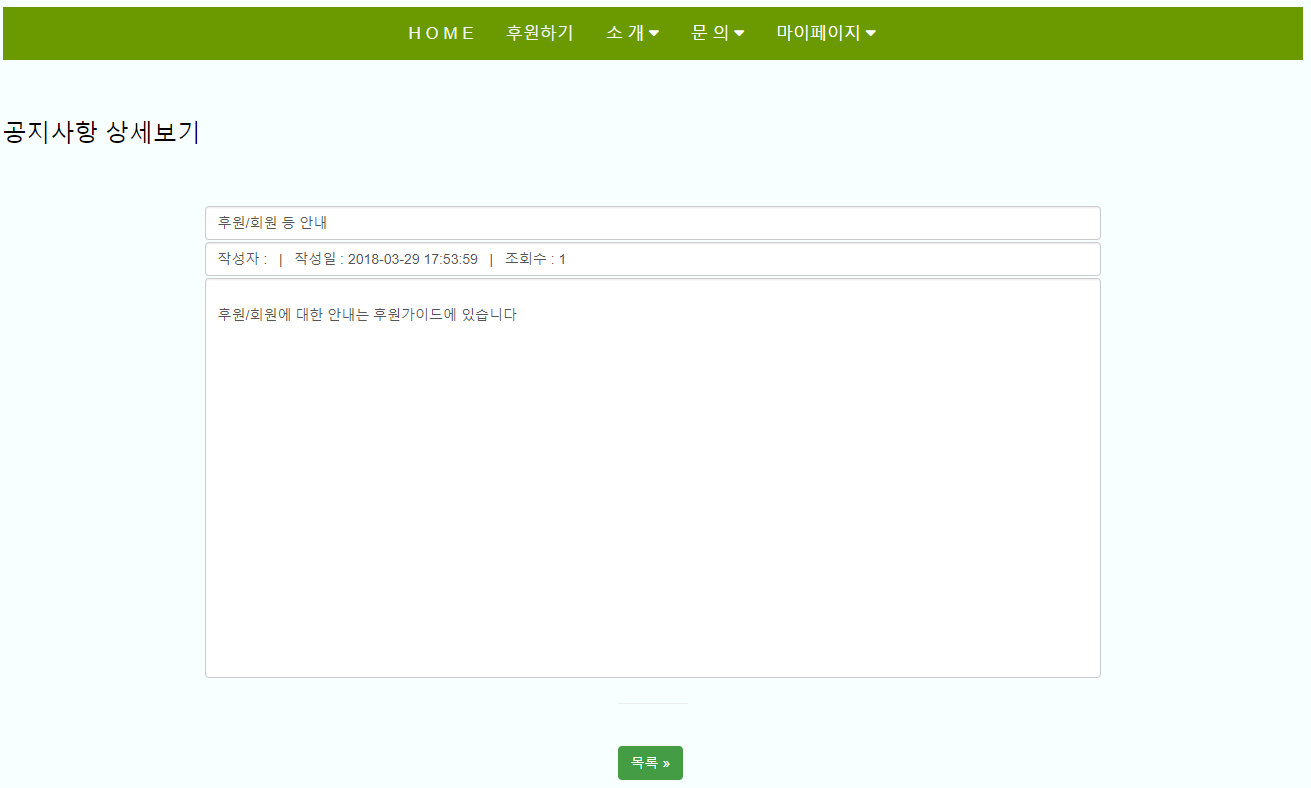 H O M E 후원하기 소 개 문 의 마이페이지
공지사항 상세보기
후원/회원 등 안내
작성자 : | 작성일 : 2018-03-29 17:53:59 | 조회수 : 1
후원/회원에 대한 안내는 후원가이드에 있습니다
목록 »